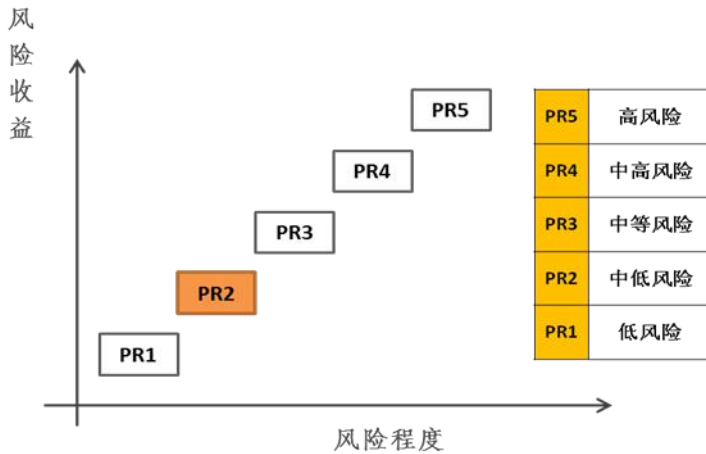 风险收益
PR5
PR4
PR3
PR2
PR1
风险程度
PR5 高风险
PR4 中高风险
PR3 中等风险
PR2 中低风险
PR1 低风险